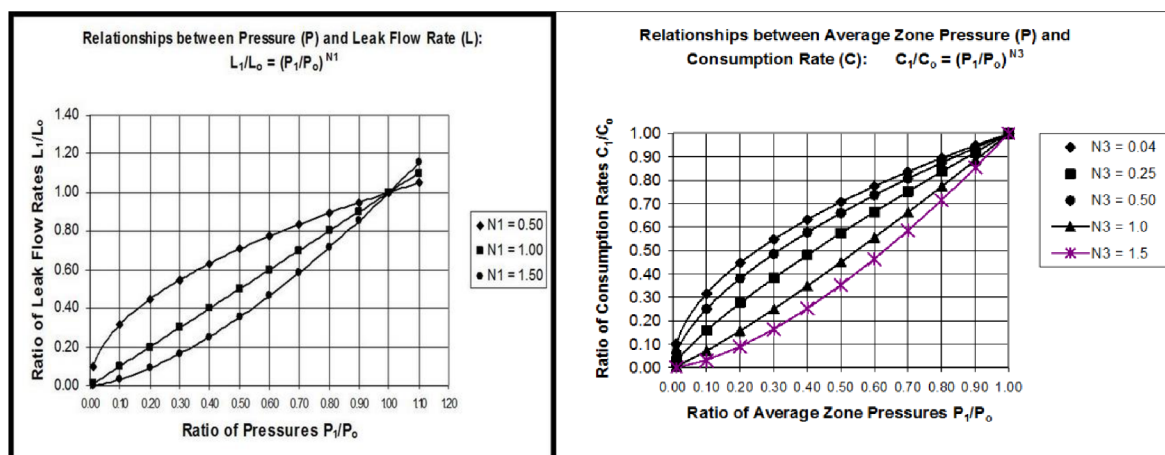 Relationships between Pressure (P) and Leak Flow Rate (L):
L₁/Lₒ = (P₁/Pₒ)ᴺ¹
Ratio of Leak Flow Rates L₁/Lₒ
1.40
1.20
1.00
0.80
0.60
0.40
0.20
0.00
0.00 0.10 0.20 0.30 0.40 0.50 0.60 0.70 0.80 0.90 1.00 1.10 1.20
Ratio of Pressures P₁/Pₒ
N1 = 0.50
N1 = 1.00
N1 = 1.50
Relationships between Average Zone Pressure (P) and
Consumption Rate (C): C₁/Cₒ = (P₁/Pₒ)ᴺ³
Ratio of Consumption Rates C₁/Cₒ
1.00
0.90
0.80
0.70
0.60
0.50
0.40
0.30
0.20
0.10
0.00
0.00 0.10 0.20 0.30 0.40 0.50 0.60 0.70 0.80 0.90 1.00
Ratio of Average Zone Pressures P₁/Pₒ
N3 = 0.04
N3 = 0.25
N3 = 0.50
N3 = 1.0
N3 = 1.5